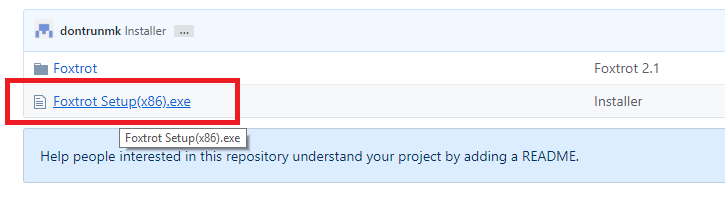 dontrunmk Installer ...
Foxtrot Foxtrot 2.1
Foxtrot Setup(x86).exe Installer
Foxtrot Setup(x86).exe
Help people interested in this repository understand your project by adding a README.